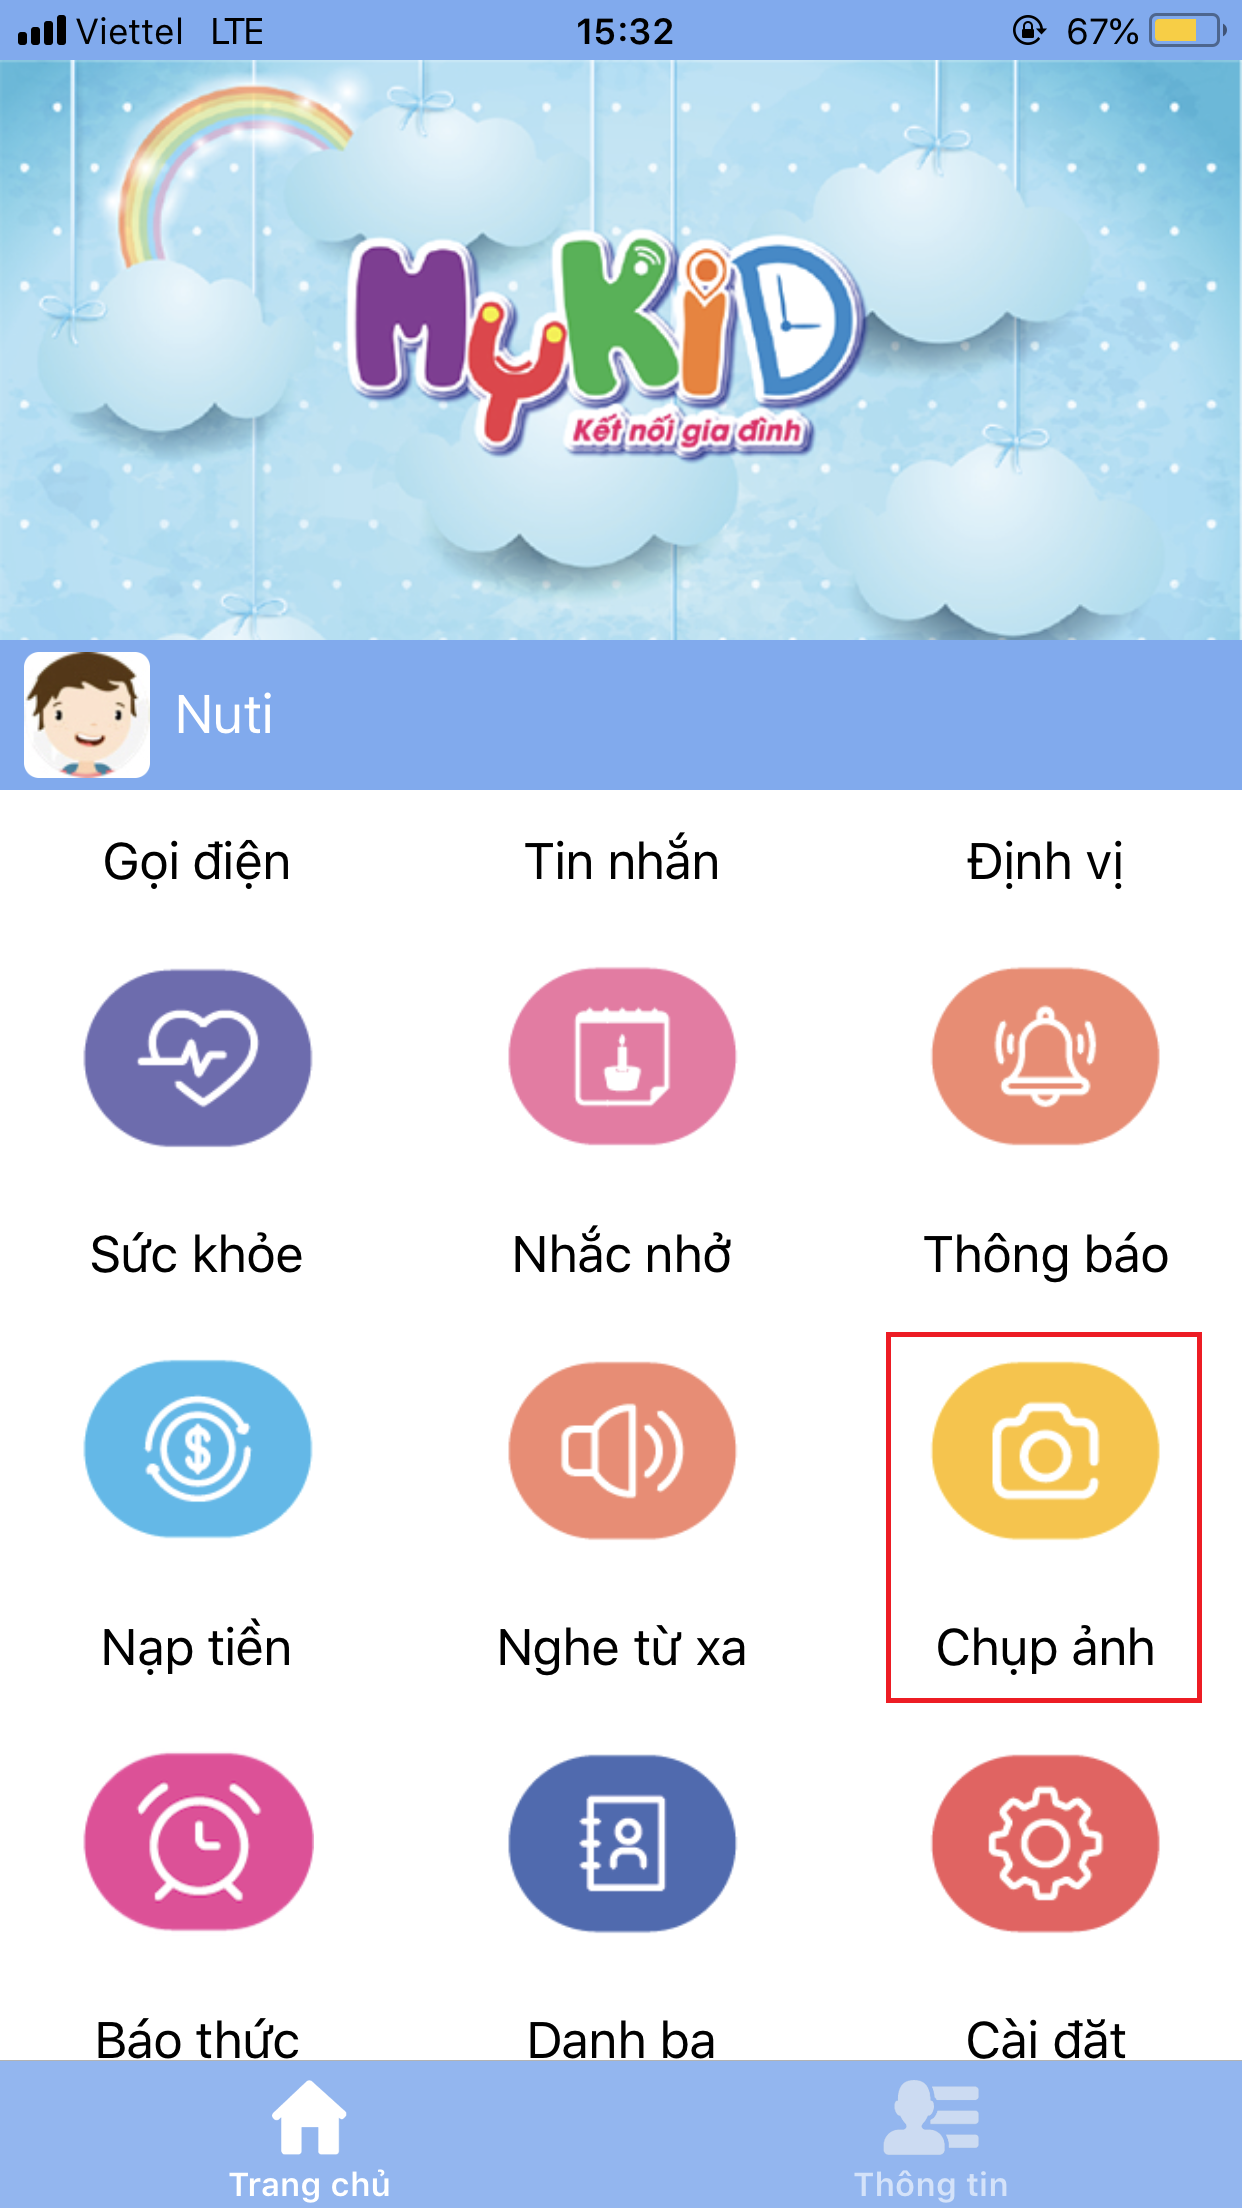 Viettel LTE 15:32 67%
MyKiD
Kết nối gia đình
Nuti
Gọi điện Tin nhắn Định vị
Sức khỏe Nhắc nhở Thông báo
$
Nạp tiền Nghe từ xa Chụp ảnh
Báo thức Danh bạ Cài đặt
Trang chủ Thông tin